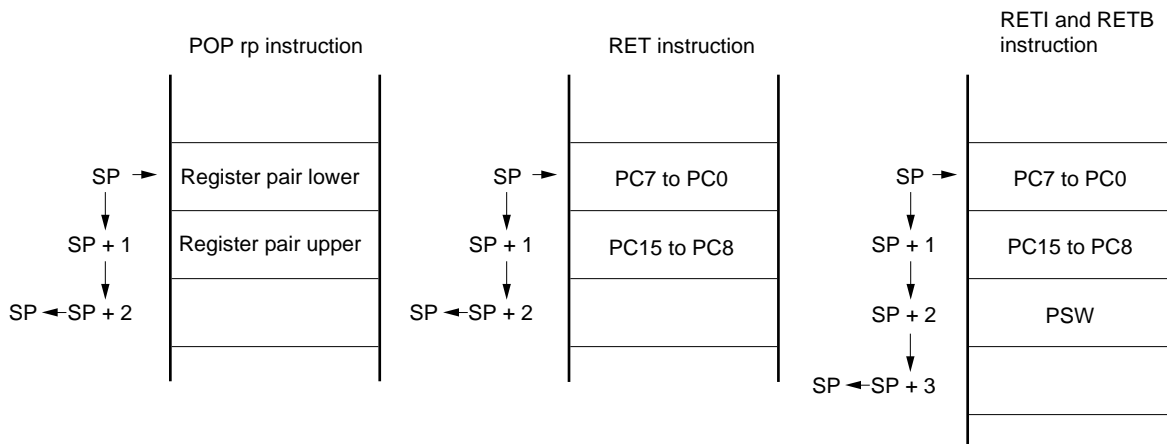 POP rp instruction
SP
Register pair lower
SP + 1
Register pair upper
SP
SP + 2
RET instruction
SP
PC7 to PC0
SP + 1
PC15 to PC8
SP
SP + 2
RETI and RETB
instruction
SP
PC7 to PC0
SP + 1
PC15 to PC8
SP + 2
PSW
SP
SP + 3